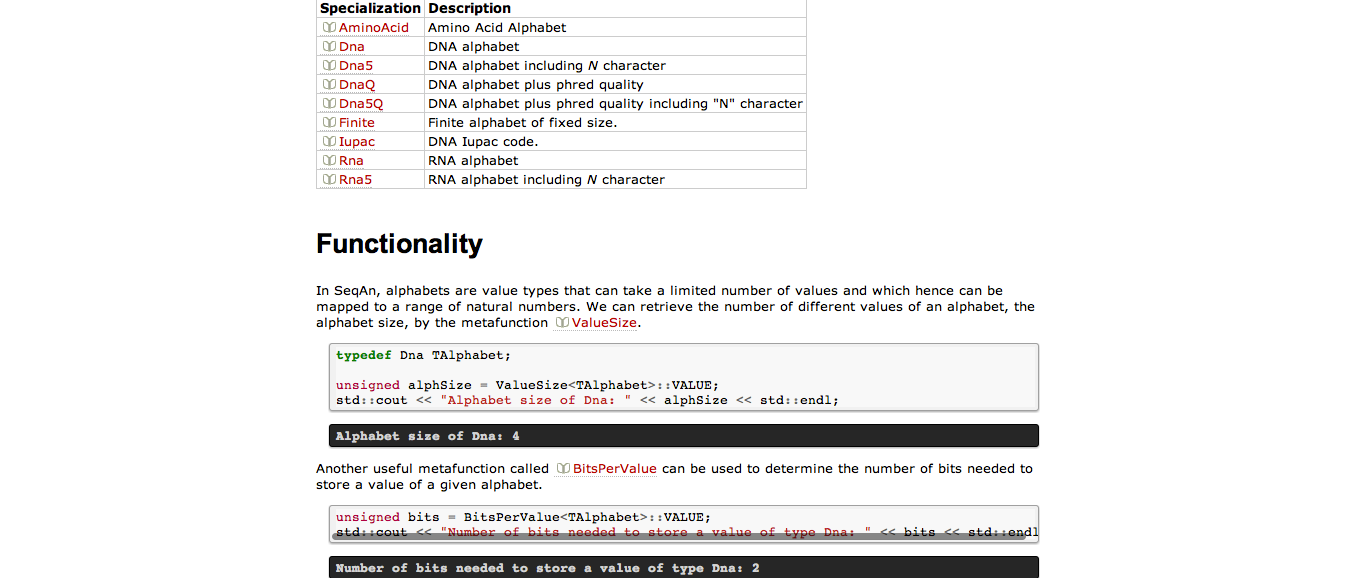 Specialization Description
AminoAcid Amino Acid Alphabet
Dna DNA alphabet
Dna5 DNA alphabet including N character
DnaQ DNA alphabet plus phred quality
Dna5Q DNA alphabet plus phred quality including "N" character
Finite Finite alphabet of fixed size.
Iupac DNA Iupac code.
Rna RNA alphabet
Rna5 RNA alphabet including N character
Functionality
In SeqAn, alphabets are value types that can take a limited number of values and which hence can be
mapped to a range of natural numbers. We can retrieve the number of different values of an alphabet, the
alphabet size, by the metafunction ValueSize.
typedef Dna TAlphabet;
unsigned alphSize = ValueSize<TAlphabet>::VALUE;
std::cout << "Alphabet size of Dna: " << alphSize << std::endl;
Alphabet size of Dna: 4
Another useful metafunction called BitsPerValue can be used to determine the number of bits needed to
store a value of a given alphabet.
unsigned bits = BitsPerValue<TAlphabet>::VALUE;
std::cout << "Number of bits needed to store a value of type Dna: " << bits << std::endl
Number of bits needed to store a value of type Dna: 2